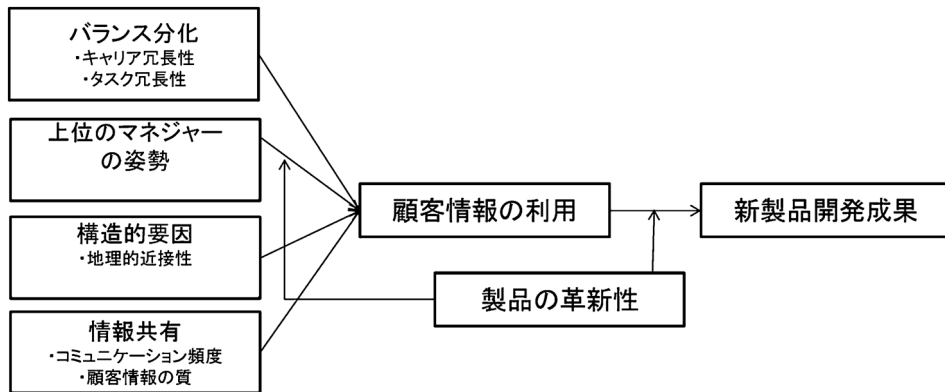 バランス分化
・キャリア冗長性
・タスク冗長性
上位のマネジャー
の姿勢
構造的要因
・地理的近接性
情報共有
・コミュニケーション頻度
・顧客情報の質
顧客情報の利用
製品の革新性
新製品開発成果